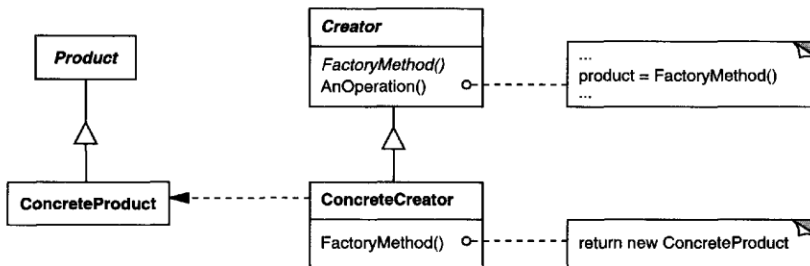 Product
Creator
FactoryMethod()
AnOperation()
...
product = FactoryMethod()
...
ConcreteProduct
ConcreteCreator
FactoryMethod()
return new ConcreteProduct